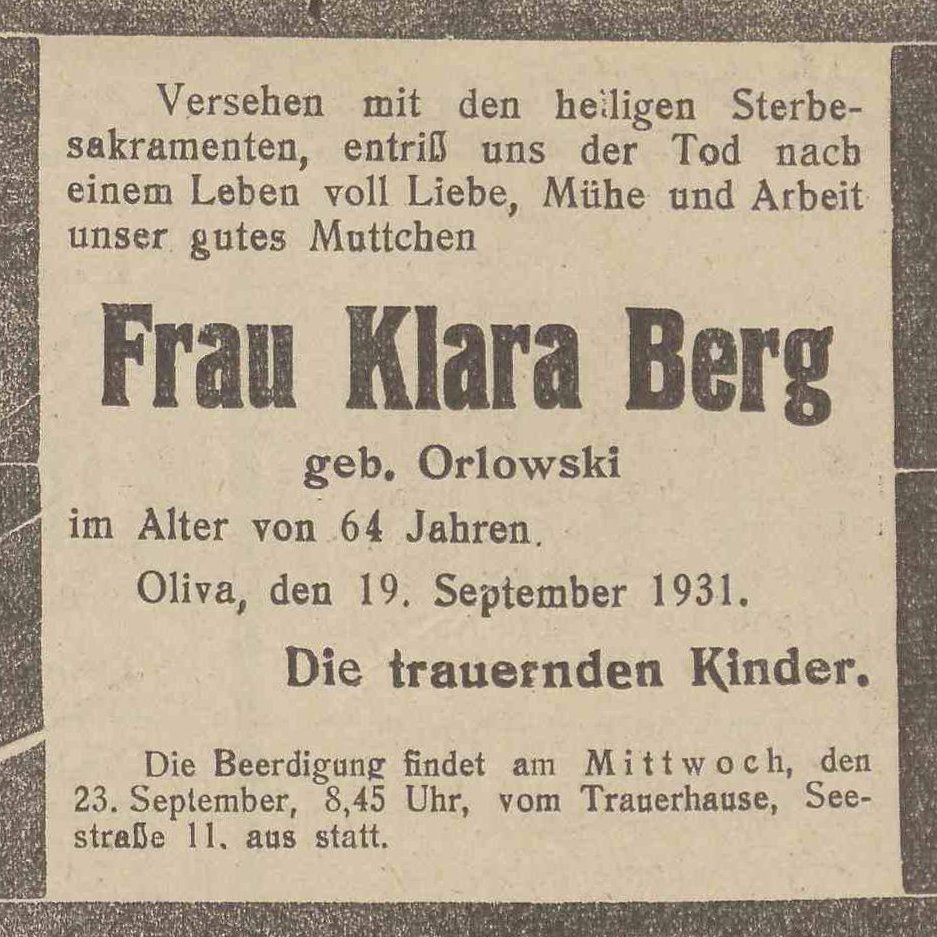 Versehen mit den heiligen Sterbe-
sakramenten, entriß uns der Tod nach
einem Leben voll Liebe, Mühe und Arbeit
unser gutes Muttchen
Frau Klara Berg
geb. Orlowski
im Alter von 64 Jahren.
Oliva, den 19. September 1931.
Die trauernden Kinder.
Die Beerdigung findet am Mittwoch, den
23. September, 8,45 Uhr, vom Trauerhause, See-
straße 11. aus statt.